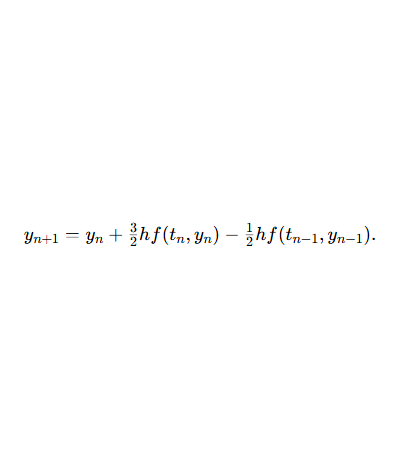 $y_{n+1} = y_n + \frac{3}{2}hf(t_n, y_n) - \frac{1}{2}hf(t_{n-1}, y_{n-1}).$